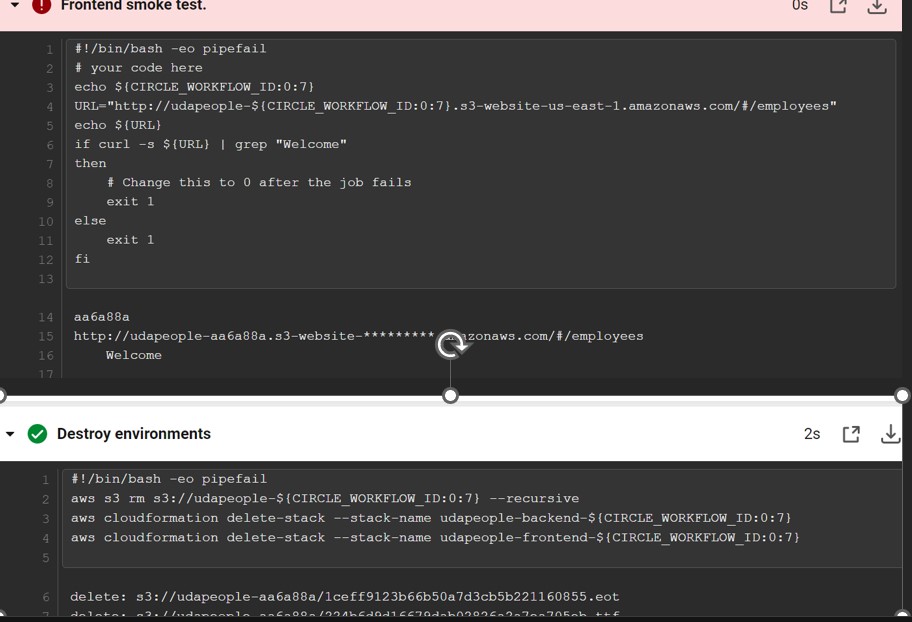 Frontend smoke test.
0s
1 #!/bin/bash -eo pipefail
2 # your code here
3 echo ${CIRCLE_WORKFLOW_ID:0:7}
4 URL="http://udapeople-${CIRCLE_WORKFLOW_ID:0:7}.s3-website-us-east-1.amazonaws.com/#/employees"
5 echo ${URL}
6 if curl -s ${URL} | grep "Welcome"
7 then
8 # Change this to 0 after the job fails
9 exit 1
10 else
11 exit 1
12 fi
13
14 aa6a88a
15 http://udapeople-aa6a88a.s3-website-********* azonaws.com/#/employees
16 Welcome
17
Destroy environments
2s
1 #!/bin/bash -eo pipefail
2 aws s3 rm s3://udapeople-${CIRCLE_WORKFLOW_ID:0:7} --recursive
3 aws cloudformation delete-stack --stack-name udapeople-backend-${CIRCLE_WORKFLOW_ID:0:7}
4 aws cloudformation delete-stack --stack-name udapeople-frontend-${CIRCLE_WORKFLOW_ID:0:7}
5
6 delete: s3://udapeople-aa6a88a/1ceff9123b66b50a7d3cb5b221160855.eot
7 delete: